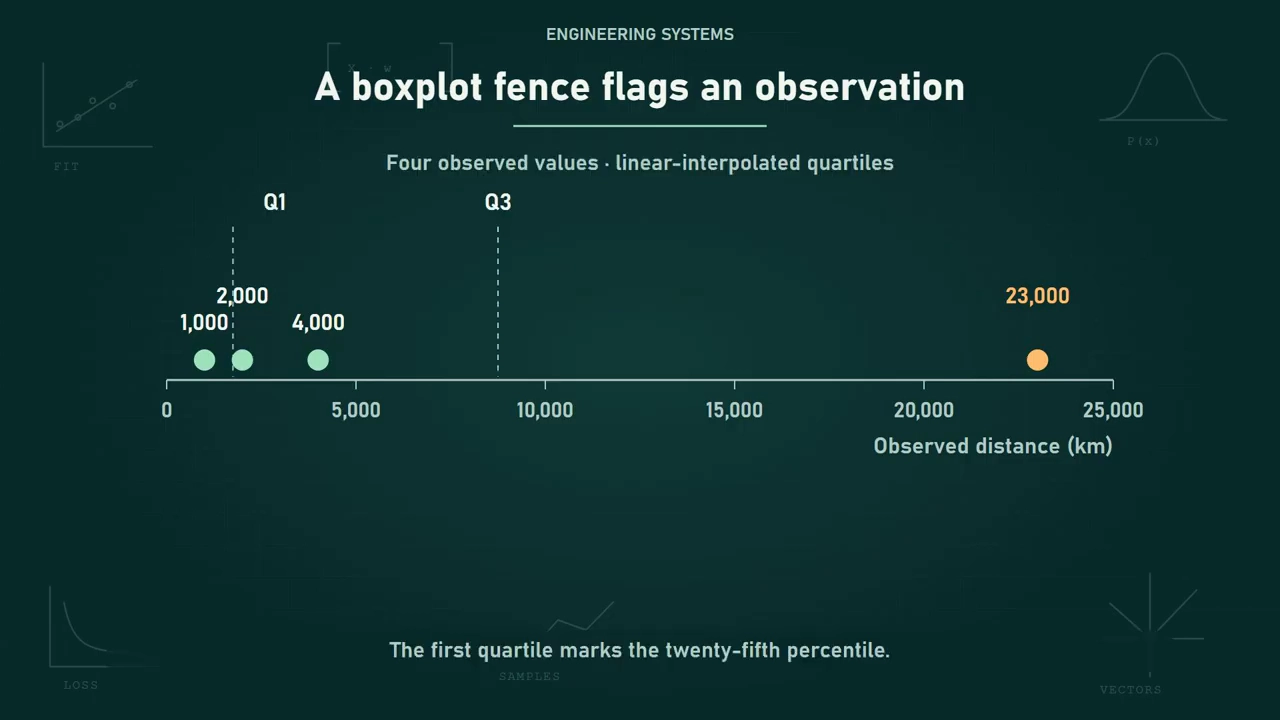 ENGINEERING SYSTEMS
X · w
A boxplot fence flags an observation
P(x)
FIT
Four observed values · linear-interpolated quartiles
Q1
Q3
2,000
23,000
1,000
4,000
0
5,000
10,000
15,000
20,000
25,000
Observed distance (km)
The first quartile marks the twenty-fifth percentile.
SAMPLES
LOSS
VECTORS